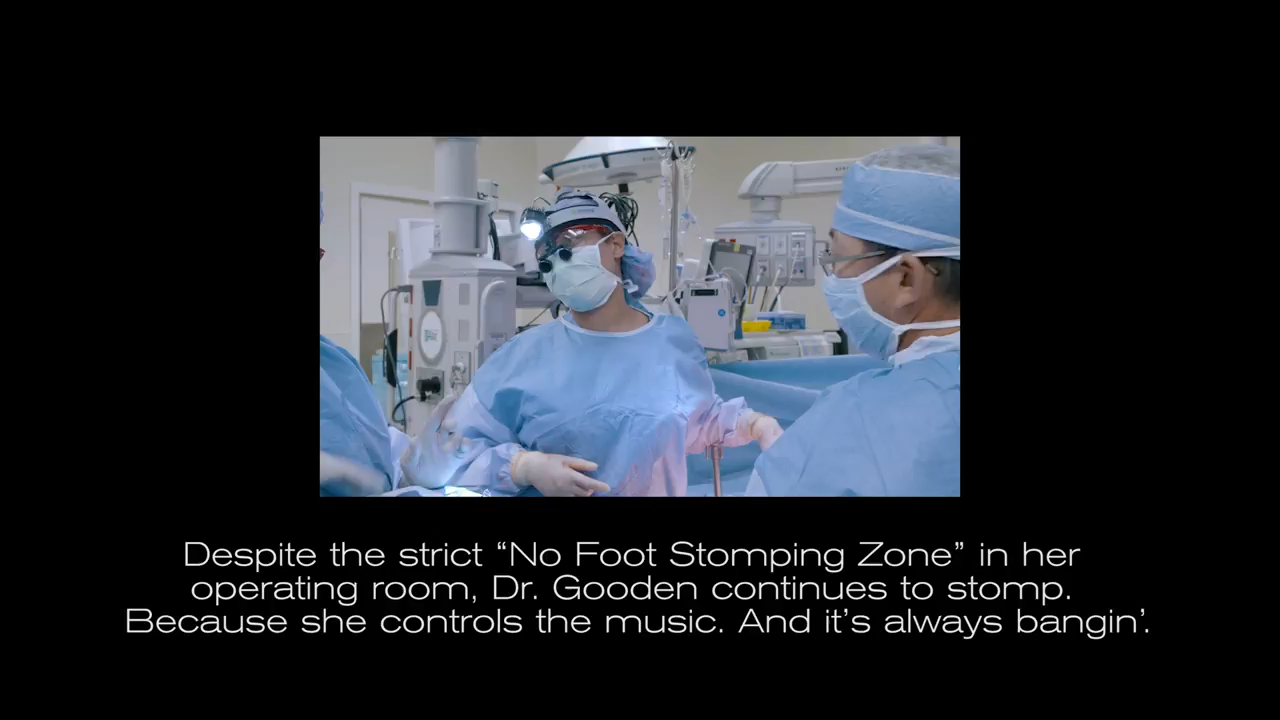 Despite the strict “No Foot Stomping Zone” in her
operating room, Dr. Gooden continues to stomp.
Because she controls the music. And it’s always bangin’.